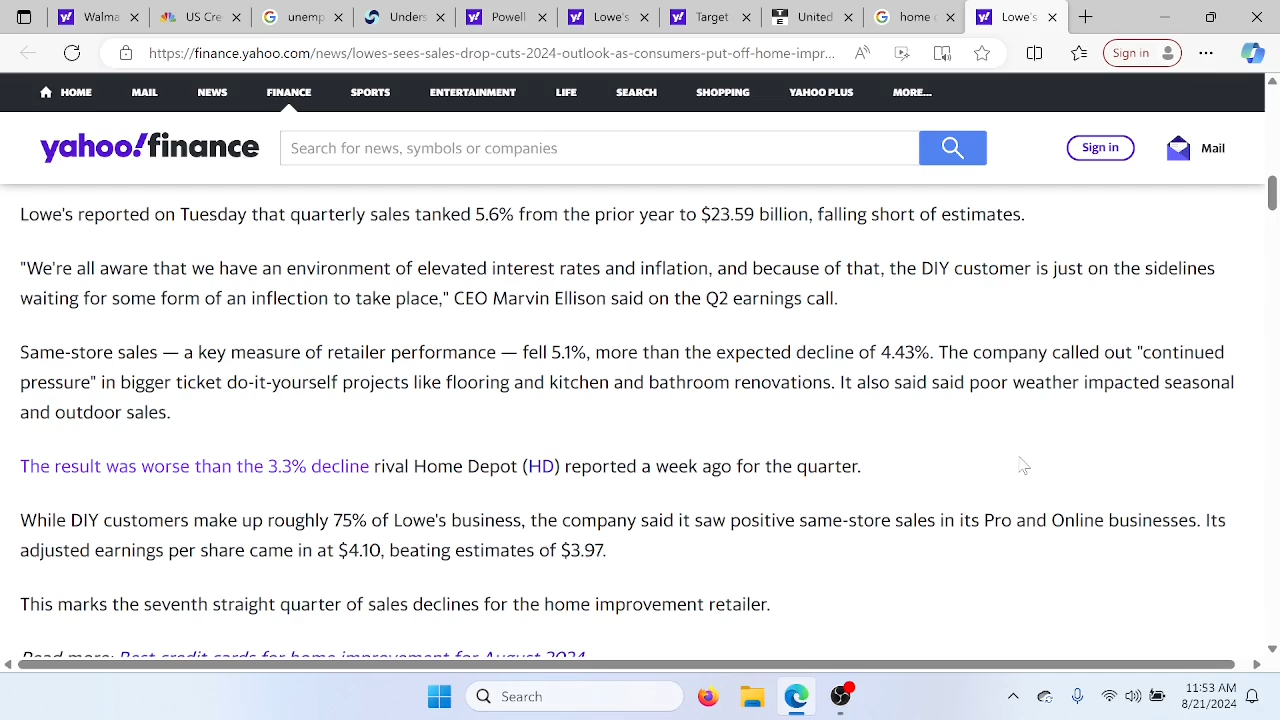 Walma
US Cre
unemp
Unders
Powell
Lowe's
Target
United
home c
Lowe's
https://finance.yahoo.com/news/lowes-sees-sales-drop-cuts-2024-outlook-as-consumers-put-off-home-impr...
Sign in
HOME MAIL NEWS FINANCE SPORTS ENTERTAINMENT LIFE SEARCH SHOPPING YAHOO PLUS MORE...
yahoo!finance
Search for news, symbols or companies
Sign in
Mail
Lowe's reported on Tuesday that quarterly sales tanked 5.6% from the prior year to $23.59 billion, falling short of estimates.
"We're all aware that we have an environment of elevated interest rates and inflation, and because of that, the DIY customer is just on the sidelines
waiting for some form of an inflection to take place," CEO Marvin Ellison said on the Q2 earnings call.
Same-store sales — a key measure of retailer performance — fell 5.1%, more than the expected decline of 4.43%. The company called out "continued
pressure" in bigger ticket do-it-yourself projects like flooring and kitchen and bathroom renovations. It also said said poor weather impacted seasonal
and outdoor sales.
The result was worse than the 3.3% decline rival Home Depot (HD) reported a week ago for the quarter.
While DIY customers make up roughly 75% of Lowe's business, the company said it saw positive same-store sales in its Pro and Online businesses. Its
adjusted earnings per share came in at $4.10, beating estimates of $3.97.
This marks the seventh straight quarter of sales declines for the home improvement retailer.
Read more: Best credit cards for home improvement for August 2024
Search
11:53 AM
8/21/2024